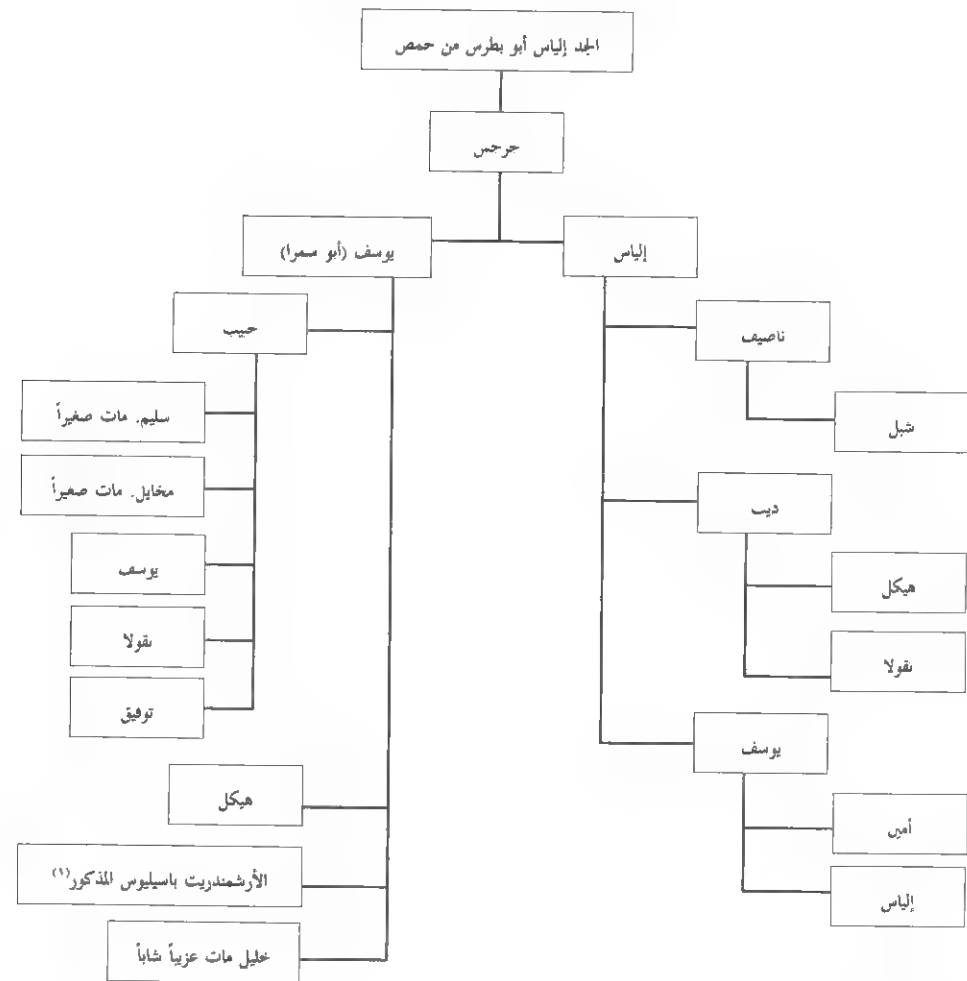 الجد إلياس أبو بطرس من حمص
جرجس
إلياس
ناصيف
شبل
ديب
هيكل
نقولا
يوسف
أمين
إلياس
يوسف (أبو سمرا)
حبيب
سليم. مات صغيراً
مخايل. مات صغيراً
يوسف
نقولا
توفيق
هيكل
الأرشمندريت باسيليوس المذكور(١)
خليل مات عزيباً شاباً